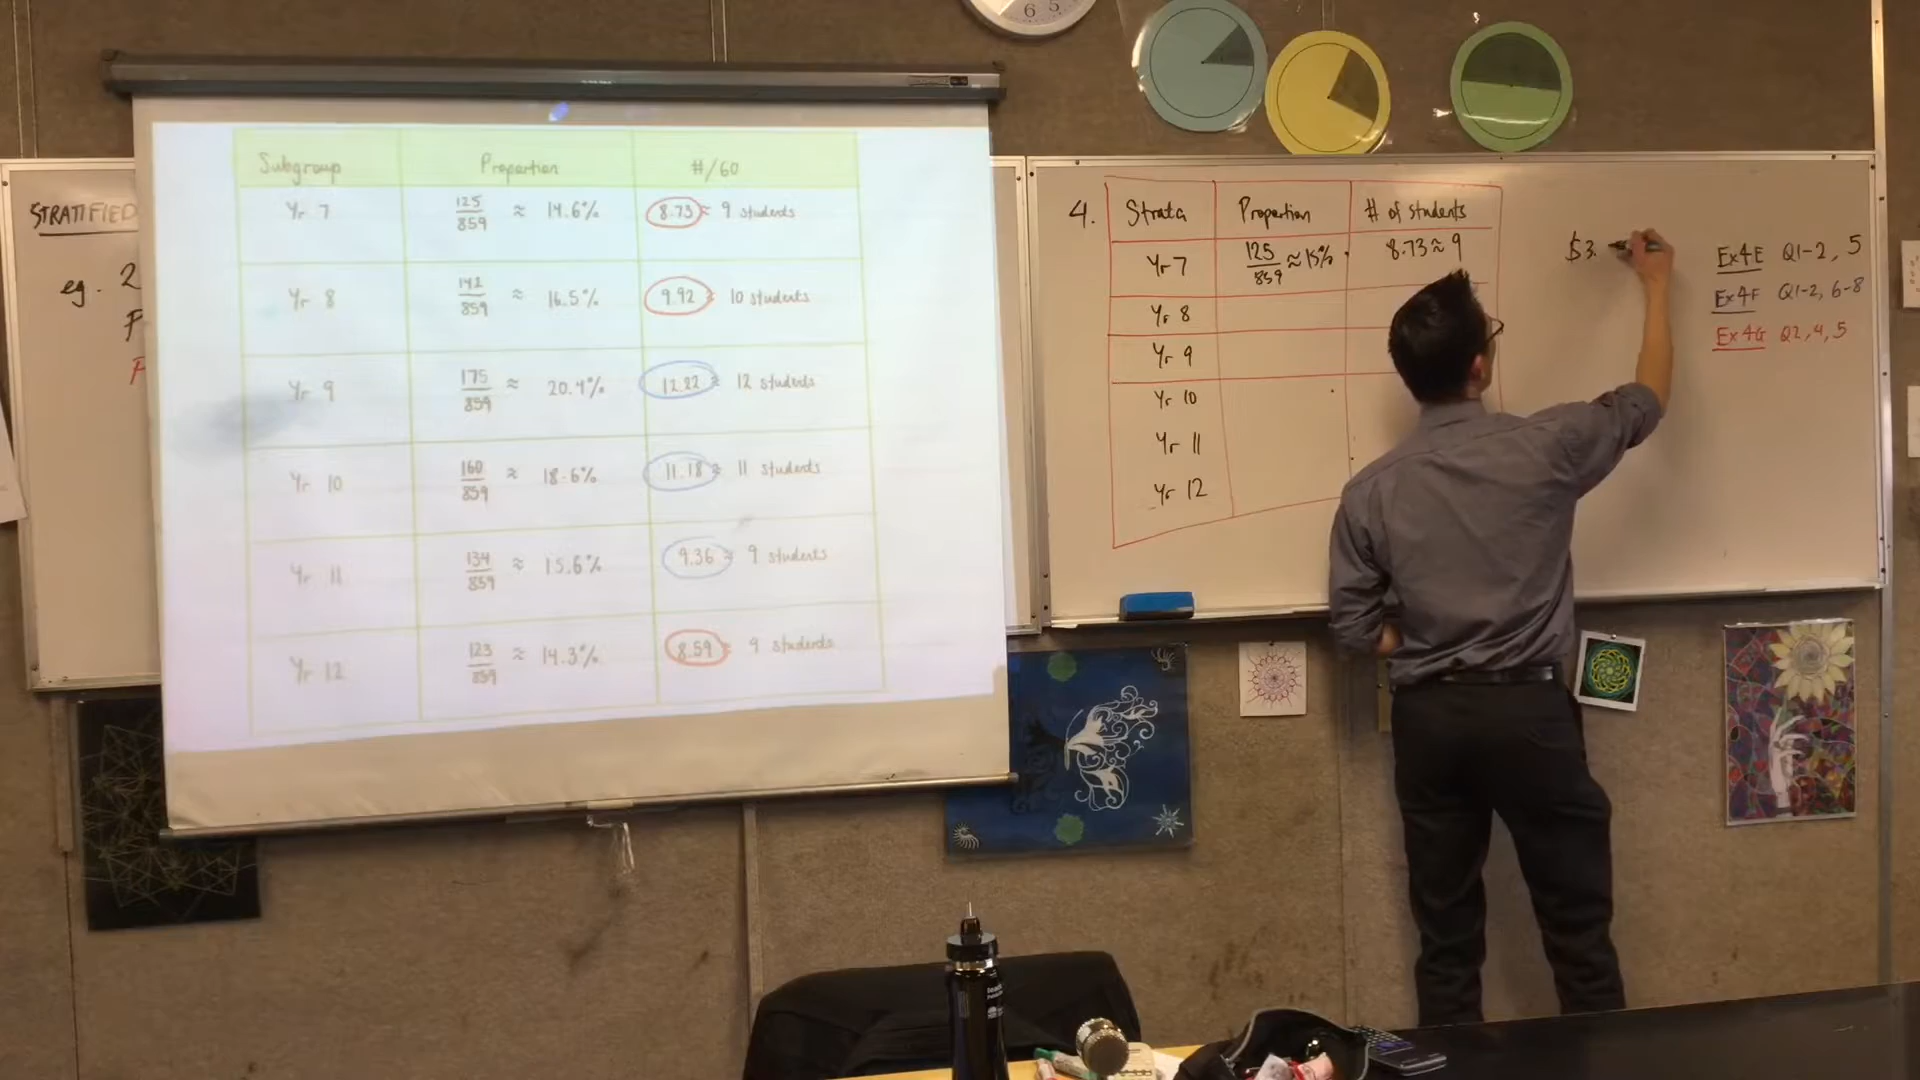 6 5
STRATIFIED
eg. 2
Subgroup Proportion #/60
Yr 7 125/859 ≈ 14.6% 8.73 ≈ 9 students
Yr 8 142/859 ≈ 16.5% 9.92 ≈ 10 students
Yr 9 175/859 ≈ 20.4% 12.22 ≈ 12 students
Yr 10 160/859 ≈ 18.6% 11.18 ≈ 11 students
Yr 11 134/859 ≈ 15.6% 9.36 ≈ 9 students
Yr 12 123/859 ≈ 14.3% 8.59 ≈ 9 students
4. Strata Proportion # of students
Yr 7 125/859 ≈ 15% 8.73 ≈ 9
Yr 8
Yr 9
Yr 10
Yr 11
Yr 12
$3.
Ex 4E Q1-2, 5
Ex 4F Q1-2, 6-8
Ex 4G Q2, 4, 5